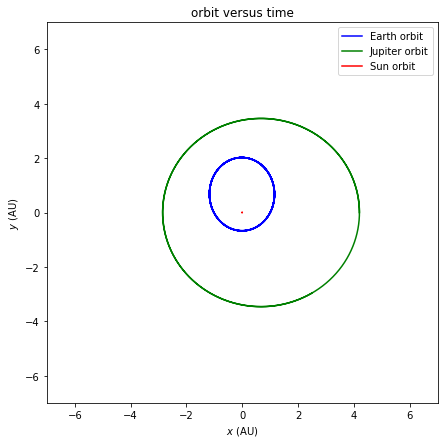 orbit versus time
Earth orbit
Jupiter orbit
Sun orbit
6
4
2
0
−2
−4
−6
y (AU)
−6 −4 −2 0 2 4 6
x (AU)